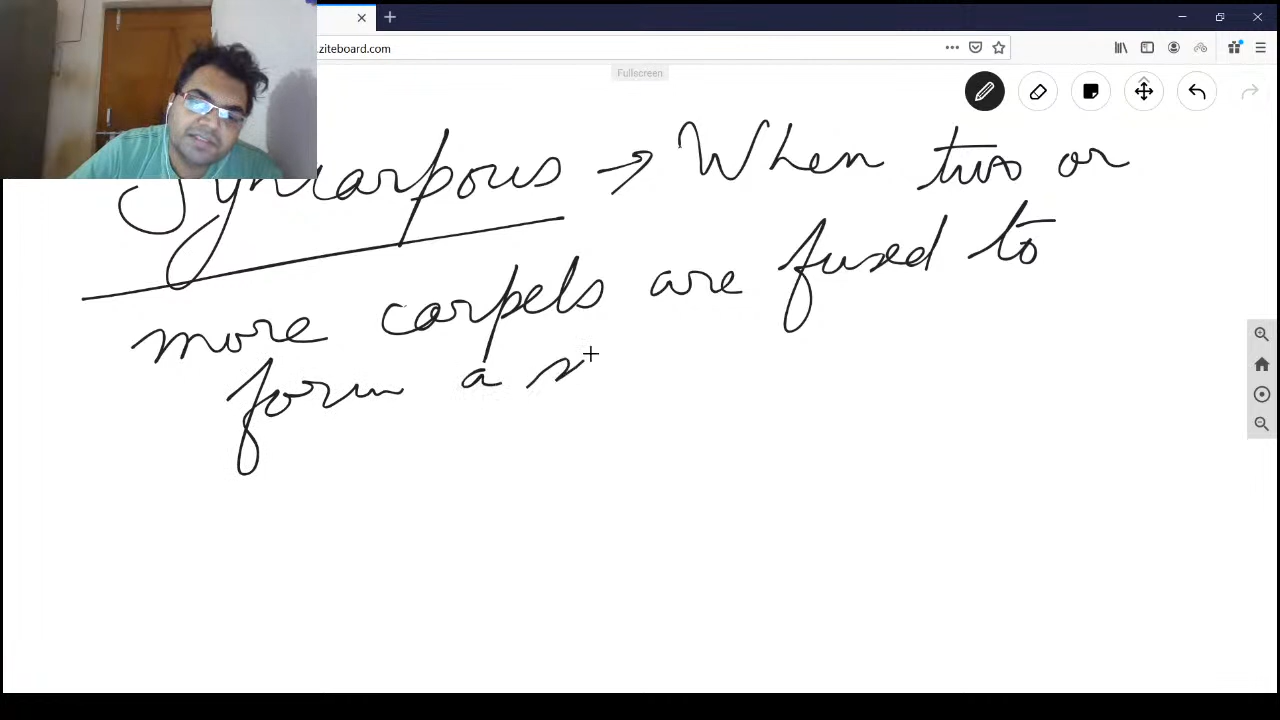 ziteboard.com
Fullscreen
Syncarpous → When two or
more carpels are fused to
form a